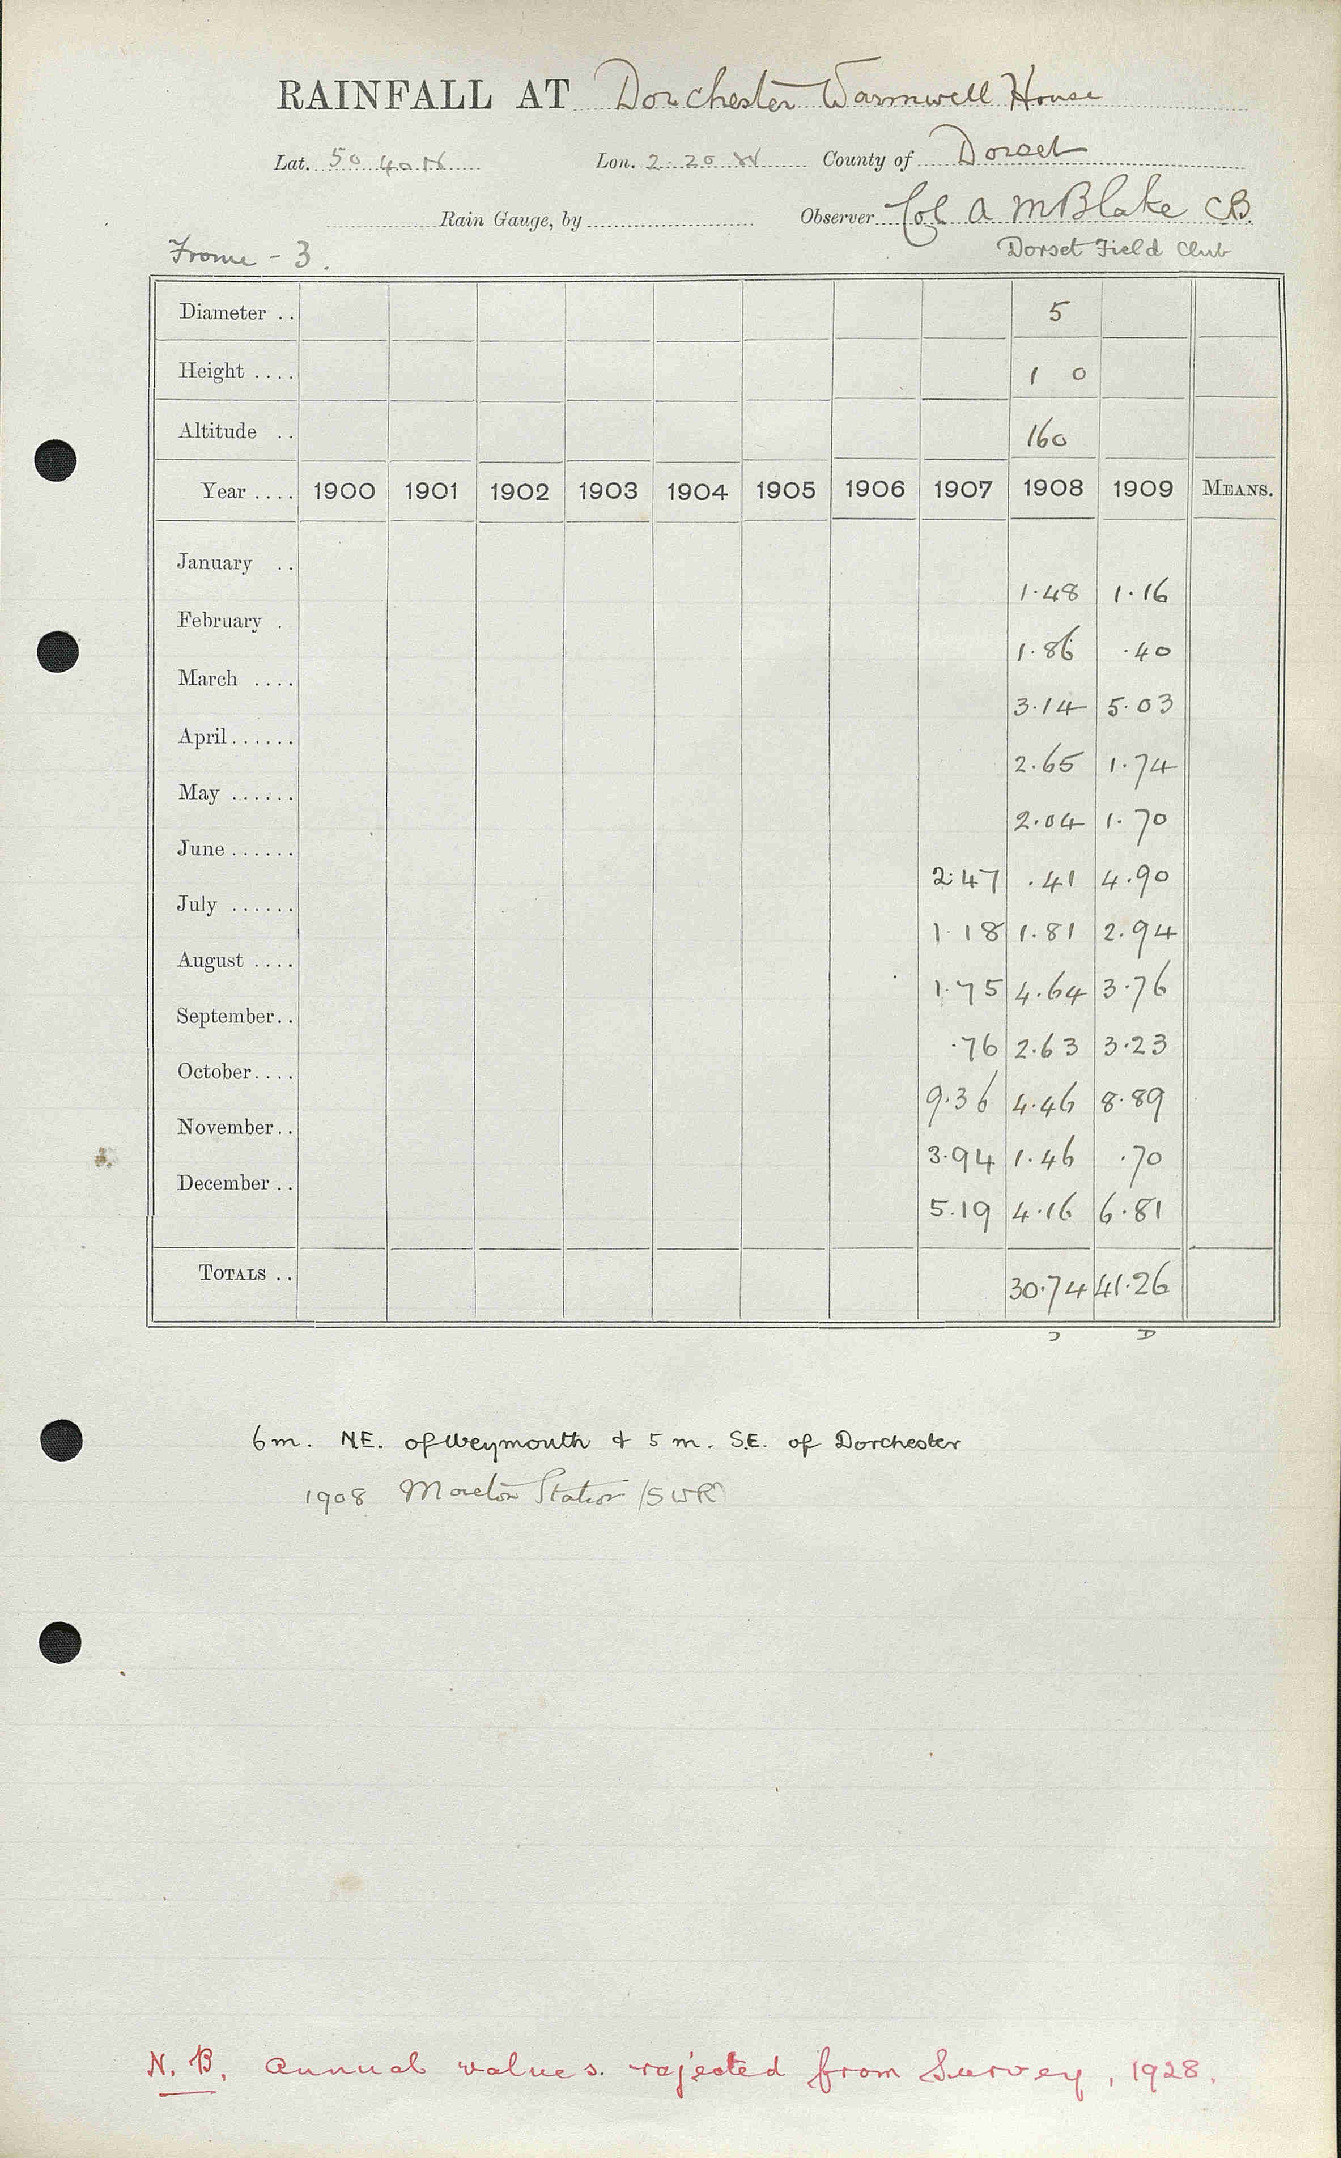 RAINFALL AT Dorchester Warmwell House
Lat. 50 40 N Lon. 2. 20 W County of Dorset
Rain Gauge, by Observer Col A M Blake CB.
Frome - 3. Dorset Field Club
Diameter .. 5
Height .... 1 0
Altitude .. 160
Year .... 1900 1901 1902 1903 1904 1905 1906 1907 1908 1909 MEANS.
January .. 1.48 1.16
February . 1.86 .40
March .... 3.14 5.03
April...... 2.65 1.74
May ...... 2.04 1.70
June...... 2.47 .41 4.90
July ...... 1.18 1.81 2.94
August .... 1.75 4.64 3.76
September.. .76 2.63 3.23
October.... 9.36 4.46 8.89
November.. 3.94 1.46 .70
December.. 5.19 4.16 6.81
TOTALS .. 30.74 41.26
D
6m. N.E. of Weymouth & 5 m. S.E. of Dorchester
1908 Moreton Station (SWR)
N.B. Annual values rejected from Survey, 1928.